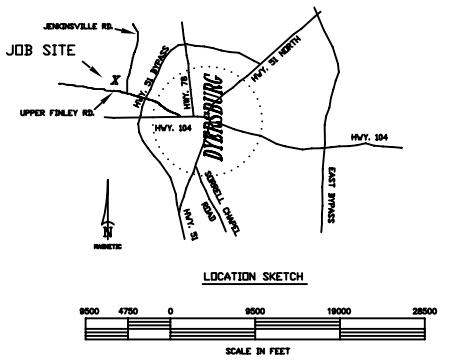 JENKINSVILLE RD.
JOB SITE
X
UPPER FINLEY RD.
HWY. 51 BYPASS
HWY. 78
HWY. 51 NORTH
DYERSBURG
HWY. 104
HWY. 104
SORRELL CHAPEL
ROAD
HWY. 51
EAST BYPASS
N
MAGNETIC
LOCATION SKETCH
9500 4750 0 9500 19000 28500
SCALE IN FEET